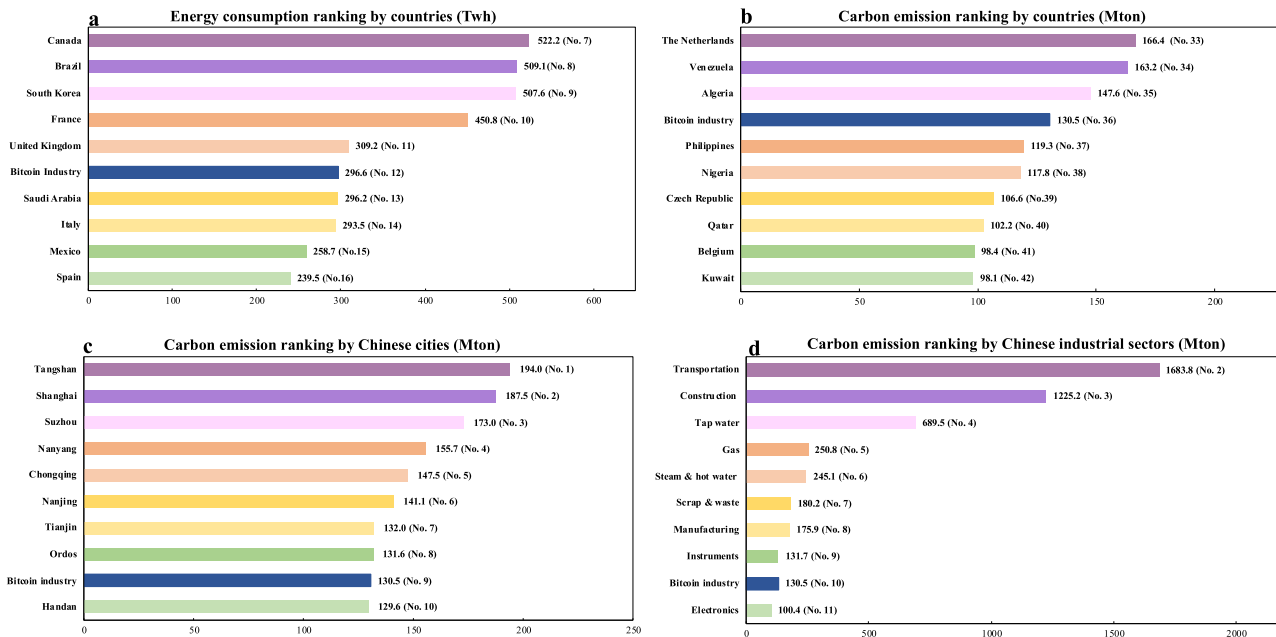 a
Energy consumption ranking by countries (Twh)
Canada 522.2 (No. 7)
Brazil 509.1(No. 8)
South Korea 507.6 (No. 9)
France 450.8 (No. 10)
United Kingdom 309.2 (No. 11)
Bitcoin Industry 296.6 (No. 12)
Saudi Arabia 296.2 (No. 13)
Italy 293.5 (No. 14)
Mexico 258.7 (No.15)
Spain 239.5 (No.16)
0 100 200 300 400 500 600
b
Carbon emission ranking by countries (Mton)
The Netherlands 166.4 (No. 33)
Venezuela 163.2 (No. 34)
Algeria 147.6 (No. 35)
Bitcoin industry 130.5 (No. 36)
Philippines 119.3 (No. 37)
Nigeria 117.8 (No. 38)
Czech Republic 106.6 (No.39)
Qatar 102.2 (No. 40)
Belgium 98.4 (No. 41)
Kuwait 98.1 (No. 42)
0 50 100 150 200
c
Carbon emission ranking by Chinese cities (Mton)
Tangshan 194.0 (No. 1)
Shanghai 187.5 (No. 2)
Suzhou 173.0 (No. 3)
Nanyang 155.7 (No. 4)
Chongqing 147.5 (No. 5)
Nanjing 141.1 (No. 6)
Tianjin 132.0 (No. 7)
Ordos 131.6 (No. 8)
Bitcoin industry 130.5 (No. 9)
Handan 129.6 (No. 10)
0 50 100 150 200 250
d
Carbon emission ranking by Chinese industrial sectors (Mton)
Transportation 1683.8 (No. 2)
Construction 1225.2 (No. 3)
Tap water 689.5 (No. 4)
Gas 250.8 (No. 5)
Steam & hot water 245.1 (No. 6)
Scrap & waste 180.2 (No. 7)
Manufacturing 175.9 (No. 8)
Instruments 131.7 (No. 9)
Bitcoin industry 130.5 (No. 10)
Electronics 100.4 (No. 11)
0 500 1000 1500 2000